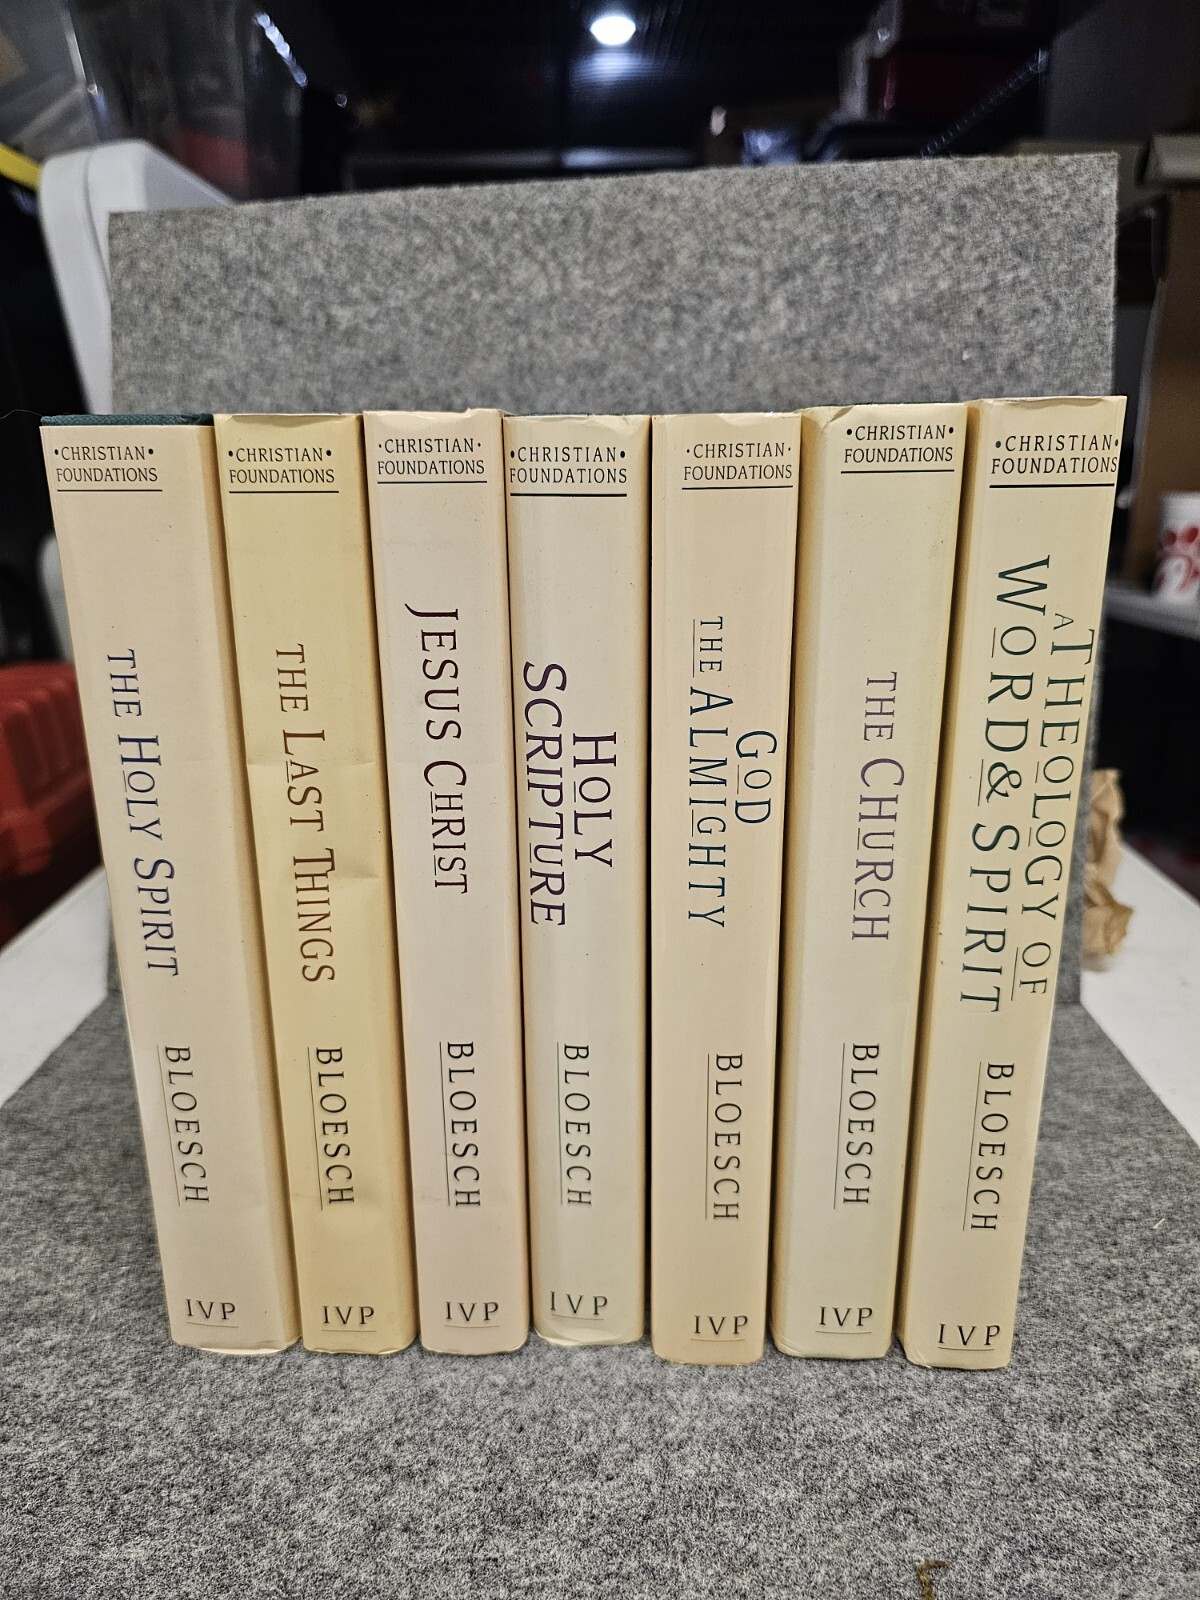 •CHRISTIAN•
FOUNDATIONS
THE HOLY SPIRIT
BLOESCH
IVP
•CHRISTIAN•
FOUNDATIONS
THE LAST THINGS
BLOESCH
IVP
•CHRISTIAN•
FOUNDATIONS
JESUS CHRIST
BLOESCH
IVP
•CHRISTIAN•
FOUNDATIONS
HOLY
SCRIPTURE
BLOESCH
IVP
•CHRISTIAN•
FOUNDATIONS
GOD
THE ALMIGHTY
BLOESCH
IVP
•CHRISTIAN•
FOUNDATIONS
THE CHURCH
BLOESCH
IVP
•CHRISTIAN•
FOUNDATIONS
A THEOLOGY OF
WORD & SPIRIT
BLOESCH
IVP